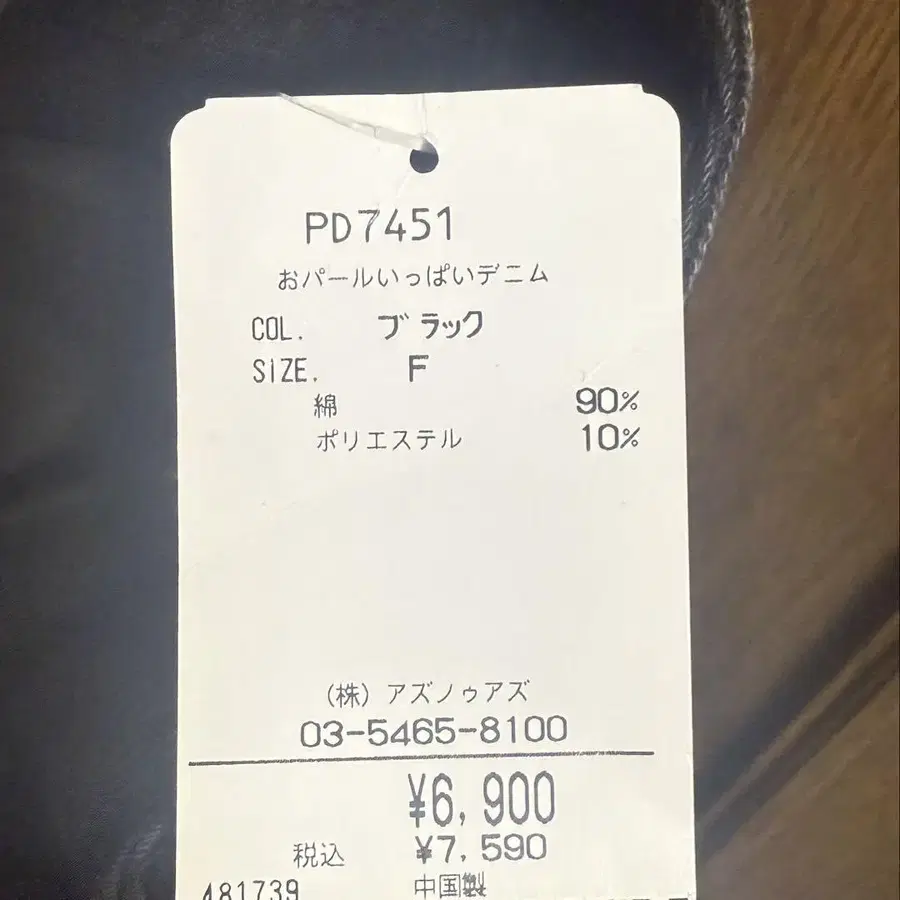 PD7451
おパールいっぱいデニム
COL. ブラック
SIZE. F
綿 90%
ポリエステル 10%
(株) アズノゥアズ
03-5465-8100
¥6,900
税込 ¥7,590
481739 中国製